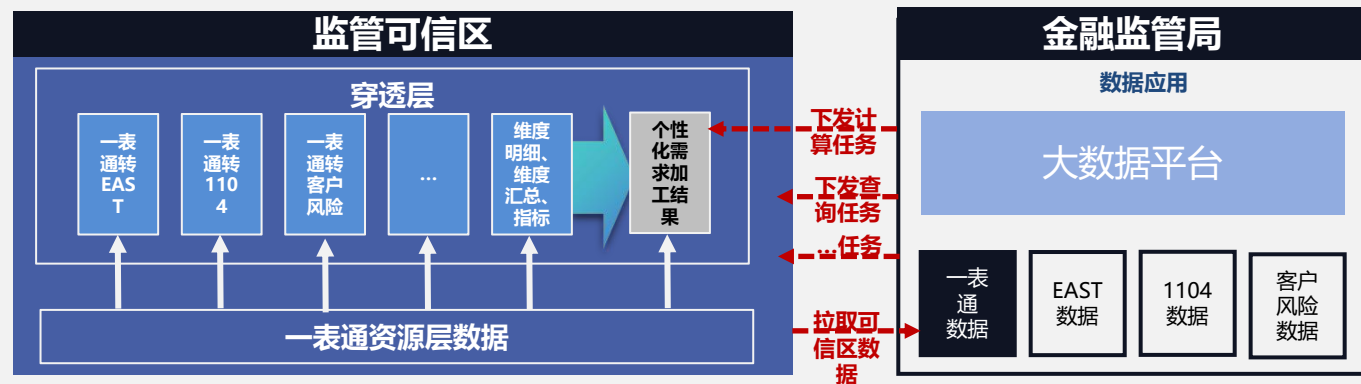 监管可信区
穿透层
一表
通转
EAS
T
一表
通转
110
4
一表
通转
客户
风险
...
维度
明细、
维度
汇总、
指标
个性
化需
求加
工结
果
一表通资源层数据
下发计
算任务
下发查
询任务
...任务
拉取可
信区数
据
金融监管局
数据应用
大数据平台
一表
通
数据
EAST
数据
1104
数据
客户
风险
数据